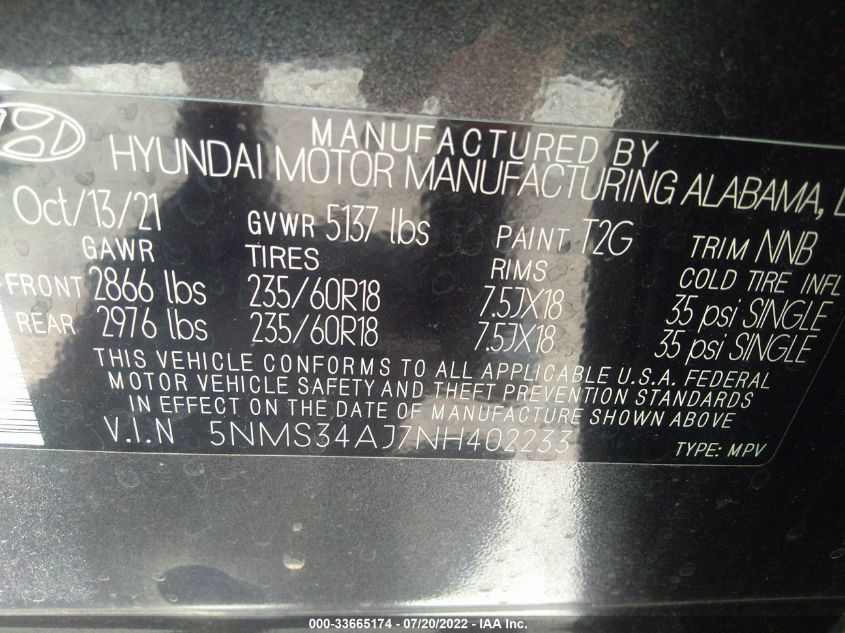 MANUFACTURED BY
HYUNDAI MOTOR MANUFACTURING ALABAMA,
Oct/13/21 GVWR 5137 lbs PAINT T2G TRIM NNB
GAWR TIRES RIMS COLD TIRE INFL
FRONT 2866 lbs 235/60R18 7.5JX18 35 psi SINGLE
REAR 2976 lbs 235/60R18 7.5JX18 35 psi SINGLE
THIS VEHICLE CONFORMS TO ALL APPLICABLE U.S.A. FEDERAL
MOTOR VEHICLE SAFETY AND THEFT PREVENTION STANDARDS
IN EFFECT ON THE DATE OF MANUFACTURE SHOWN ABOVE
V.I.N 5NMS34AJ7NH402233 TYPE: MPV
000-33665174 - 07/20/2022 - IAA Inc.